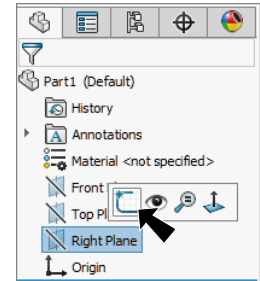 Part1 (Default)
History
Annotations
Material <not specified>
Front
Top Pl
Right Plane
Origin